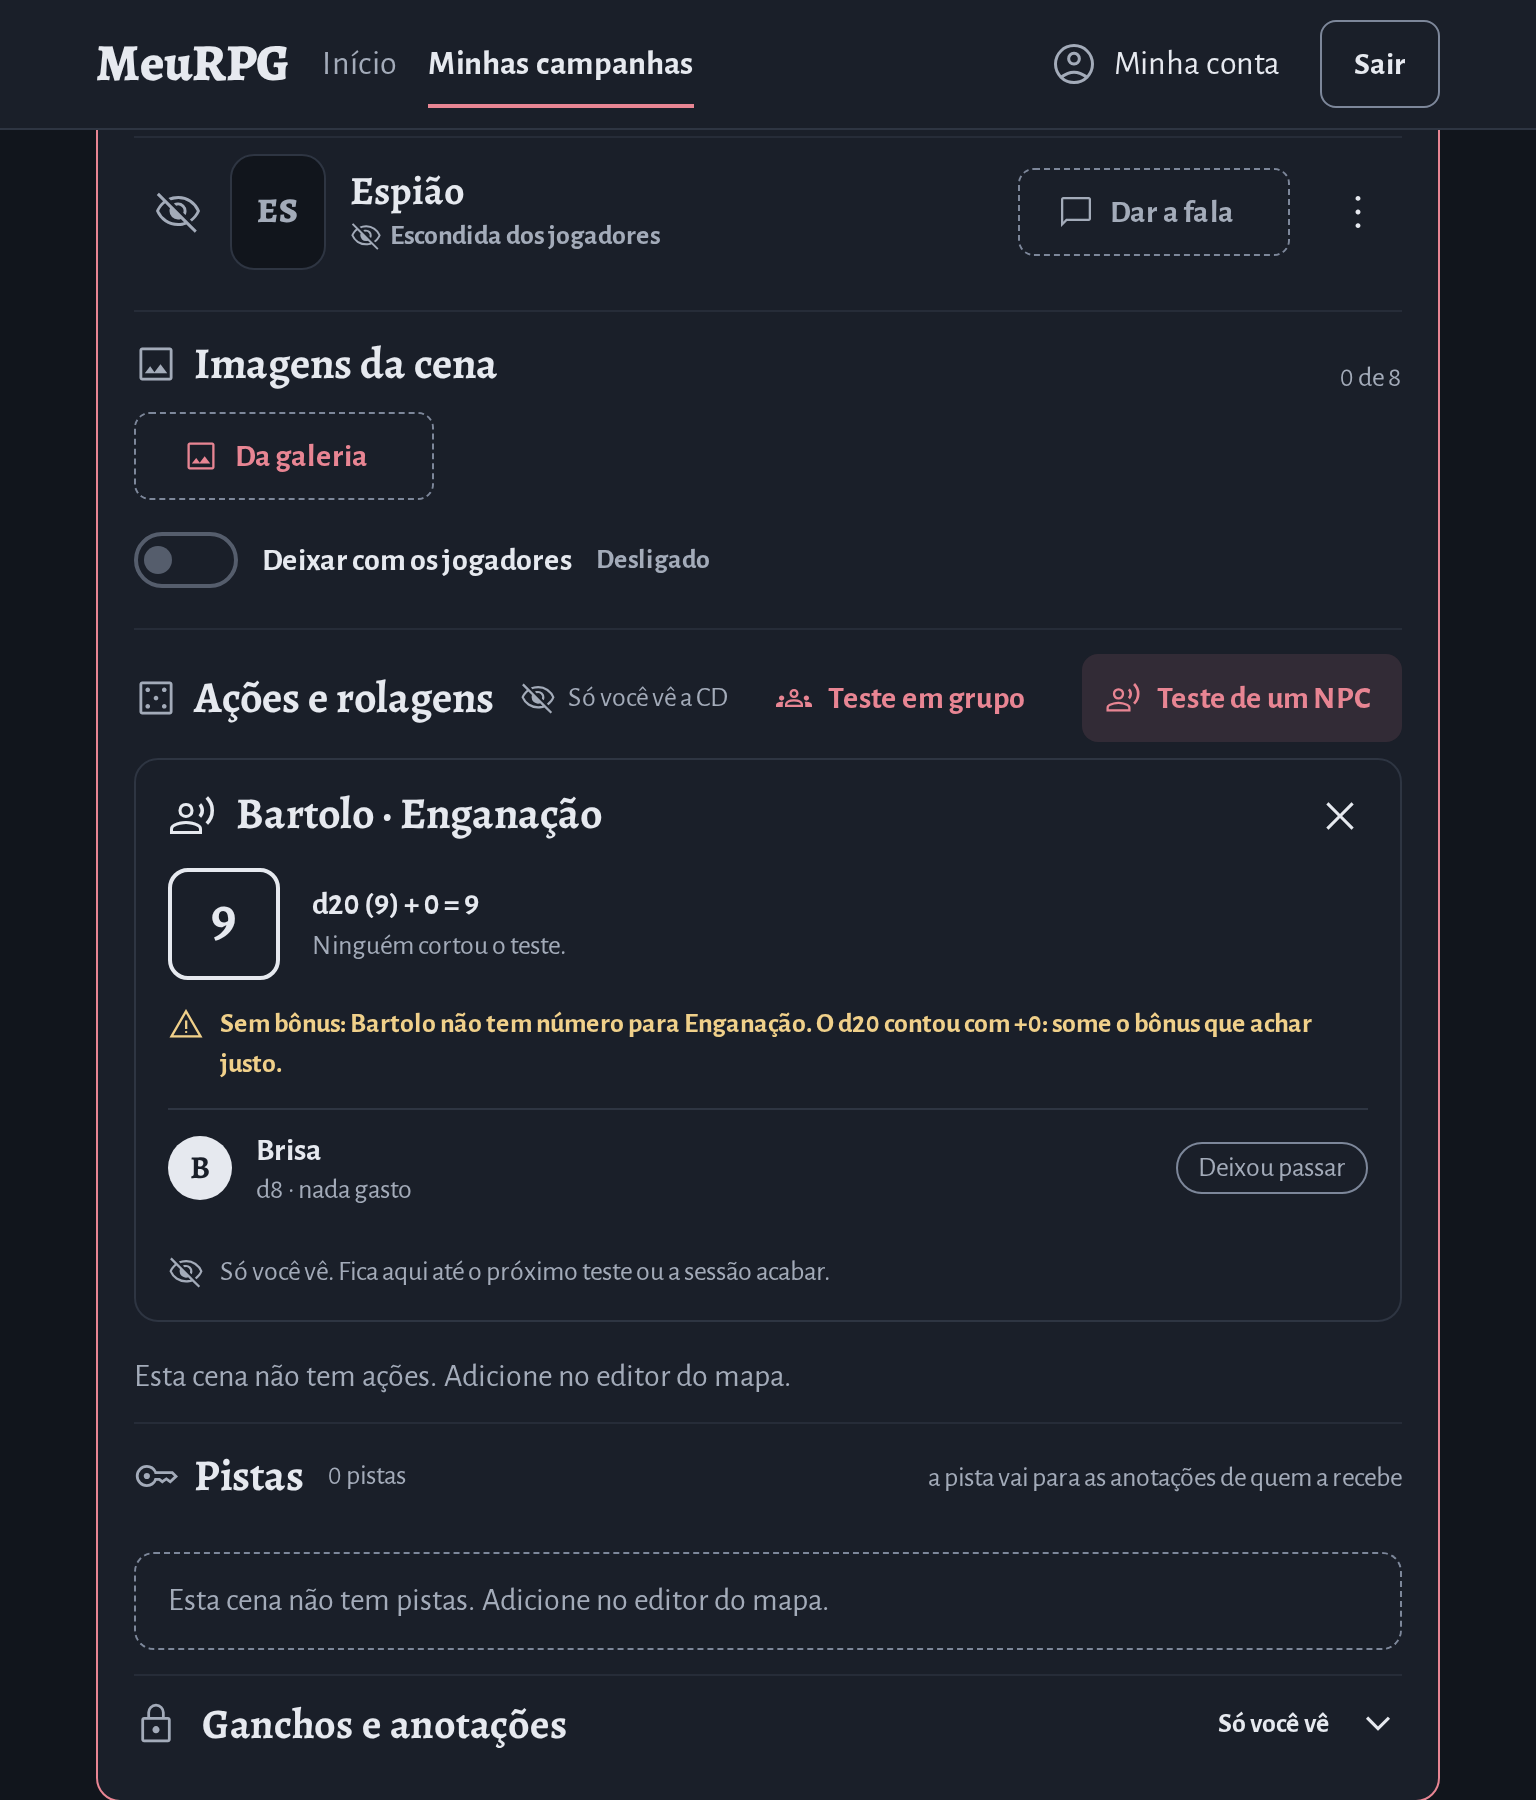 MeuRPG Início Minhas campanhas Minha conta Sair
ES Espião Dar a fala
Escondida dos jogadores
Imagens da cena 0 de 8
Da galeria
Deixar com os jogadores Desligado
Ações e rolagens Só você vê a CD Teste em grupo Teste de um NPC
Bartolo · Enganação
9 d20 (9) + 0 = 9
Ninguém cortou o teste.
Sem bônus: Bartolo não tem número para Enganação. O d20 contou com +0: some o bônus que achar
justo.
B Brisa Deixou passar
d8 · nada gasto
Só você vê. Fica aqui até o próximo teste ou a sessão acabar.
Esta cena não tem ações. Adicione no editor do mapa.
Pistas 0 pistas a pista vai para as anotações de quem a recebe
Esta cena não tem pistas. Adicione no editor do mapa.
Ganchos e anotações Só você vê